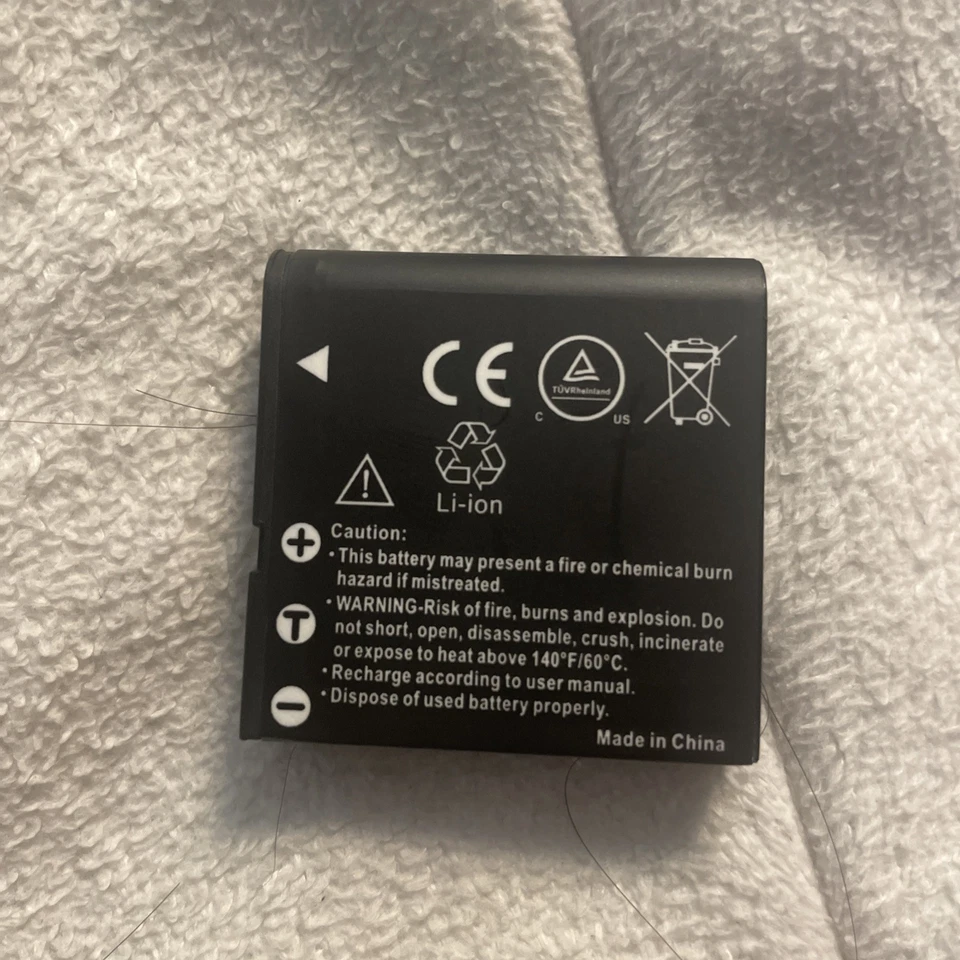 CE
TÜVRheinland
C US
Li-ion
+
Caution:
• This battery may present a fire or chemical burn
hazard if mistreated.
T
• WARNING-Risk of fire, burns and explosion. Do
not short, open, disassemble, crush, incinerate
or expose to heat above 140°F/60°C.
• Recharge according to user manual.
• Dispose of used battery properly.
−
Made in China